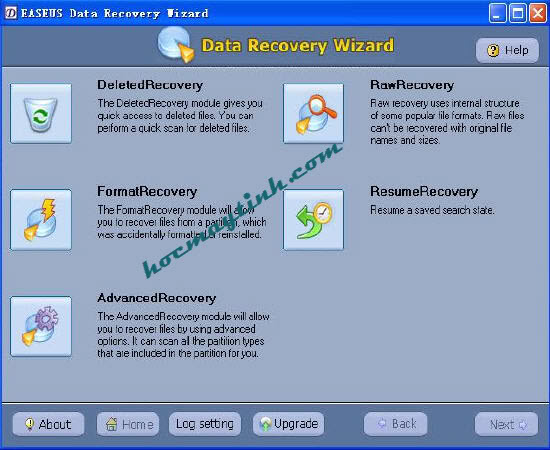 EASEUS Data Recovery Wizard
Data Recovery Wizard
Help
DeletedRecovery
The DeletedRecovery module gives you
quick access to deleted files. You can
perform a quick scan for deleted files.
RawRecovery
Raw recovery uses internal structure
of some popular file formats. Raw files
can't be recovered with original file
names and sizes.
FormatRecovery
The FormatRecovery module will allow
you to recover files from a partition, which
was accidentally formatted or reinstalled.
ResumeRecovery
Resume a saved search state.
AdvancedRecovery
The AdvancedRecovery module will allow
you to recover files by using advanced
options. It can scan all the partition types
that are included in the partition for you.
hocmaytinh.com
About
Home
Log setting
Upgrade
Back
Next